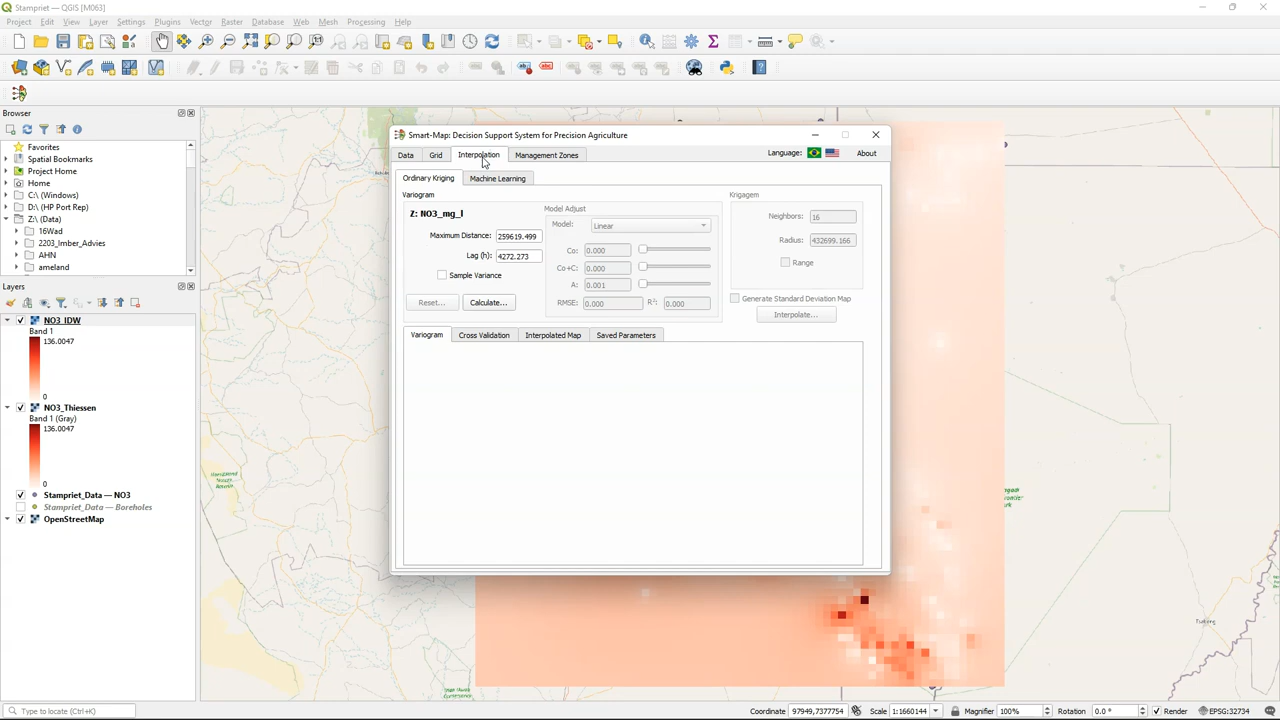 Stampriet — QGIS [M063]
Project Edit View Layer Settings Plugins Vector Raster Database Web Mesh Processing Help
Browser
Favorites
Spatial Bookmarks
Project Home
Home
C:\ (Windows)
D:\ (HP Port Rep)
Z:\ (Data)
16Wad
2203_Imber_Advies
AHN
ameland
Layers
NO3_IDW
Band 1
136.0047
0
NO3_Thiessen
Band 1 (Gray)
136.0047
0
Stampriet_Data — NO3
Stampriet_Data — Boreholes
OpenStreetMap
Smart-Map: Decision Support System for Precision Agriculture
Data Grid Interpolation Management Zones Language: About
Ordinary Kriging Machine Learning
Variogram
Z: NO3_mg_l
Maximum Distance: 259619.499
Lag (h): 4272.273
Sample Variance
Reset... Calculate...
Model Adjust
Model: Linear
Co: 0.000
Co+C: 0.000
A: 0.001
RMSE: 0.000 R²: 0.000
Krigagem
Neighbors: 16
Radius: 432699.166
Range
Generate Standard Deviation Map
Interpolate...
Variogram Cross Validation Interpolated Map Saved Parameters
Type to locate (Ctrl+K) Coordinate 97949,7377754 Scale 1:1660144 Magnifier 100% Rotation 0.0 ° Render EPSG:32734